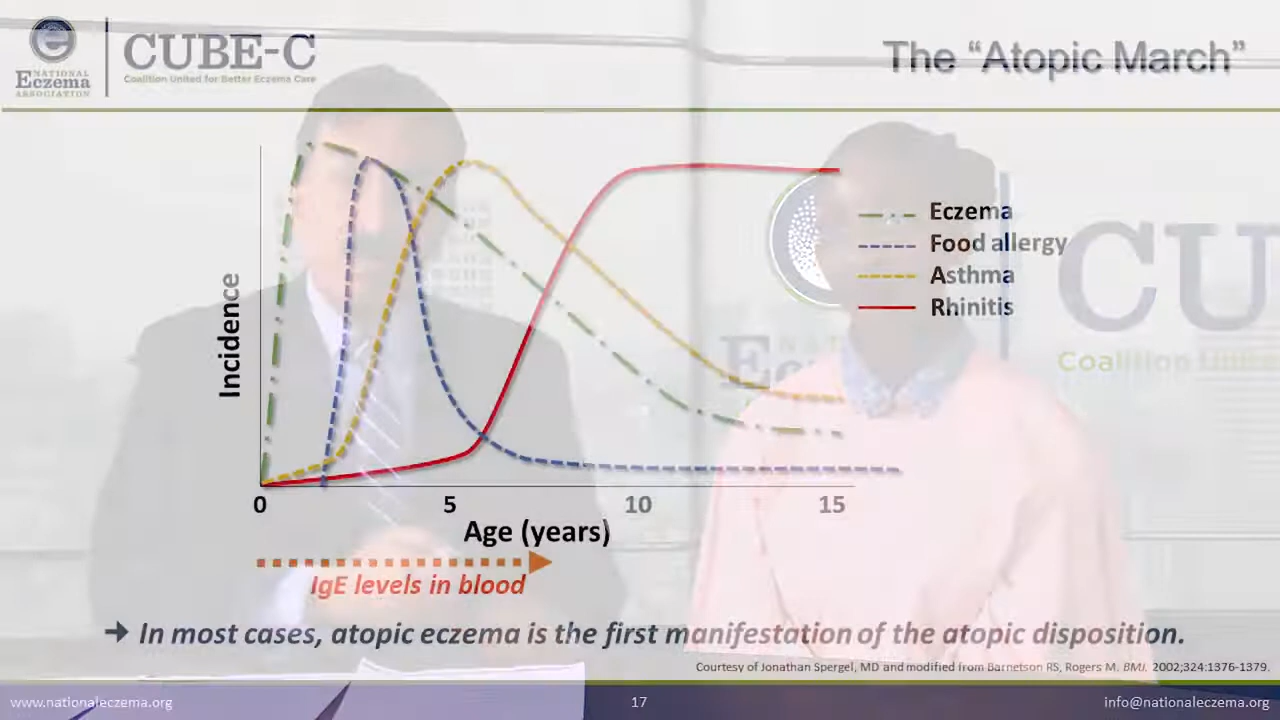 NATIONAL
Eczema
ASSOCIATION
CUBE-C
Coalition United for Better Eczema Care
The “Atopic March”
Incidence
Eczema
Food allergy
Asthma
Rhinitis
CU
Coalition
0 5 10 15
Age (years)
IgE levels in blood
➔ In most cases, atopic eczema is the first manifestation of the atopic disposition.
Courtesy of Jonathan Spergel, MD and modified from Barnetson RS, Rogers M. BMJ. 2002;324:1376-1379.
www.nationaleczema.org 17 info@nationaleczema.org